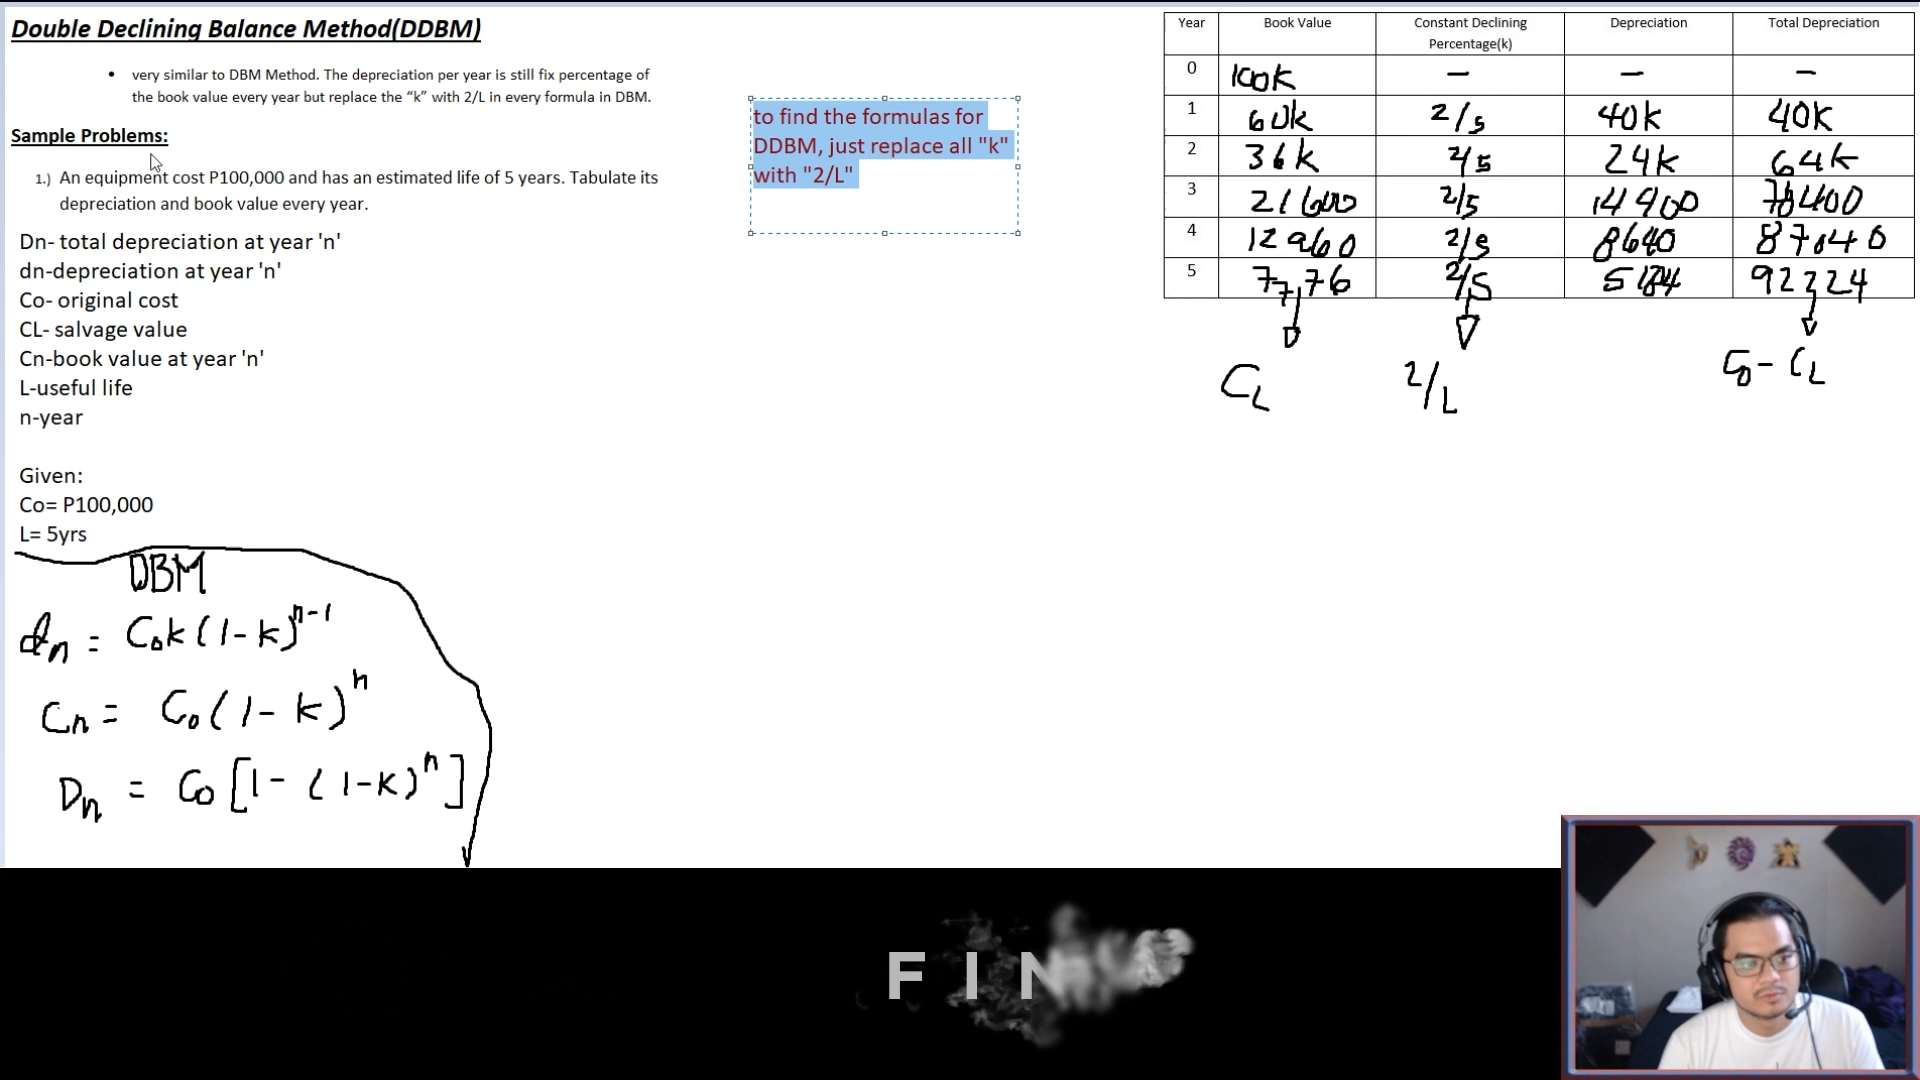 Double Declining Balance Method(DDBM)
• very similar to DBM Method. The depreciation per year is still fix percentage of
the book value every year but replace the “k” with 2/L in every formula in DBM.
Sample Problems:
1.) An equipment cost P100,000 and has an estimated life of 5 years. Tabulate its
depreciation and book value every year.
Dn- total depreciation at year 'n'
dn-depreciation at year 'n'
Co- original cost
CL- salvage value
Cn-book value at year 'n'
L-useful life
n-year
Given:
Co= P100,000
L= 5yrs
DBM
dn = Cok(1-k)^n-1
Cn = Co(1-k)^n
Dn = Co[1-(1-k)^n]
to find the formulas for
DDBM, just replace all "k"
with "2/L"
Year Book Value Constant Declining Percentage(k) Depreciation Total Depreciation
0 100k - - -
1 60k 2/5 40k 40k
2 36k 2/5 24k 64k
3 21600 2/5 14400 78400
4 12960 2/5 8640 87040
5 7776 2/5 5184 92224
CL 2/L Co-CL
FIN